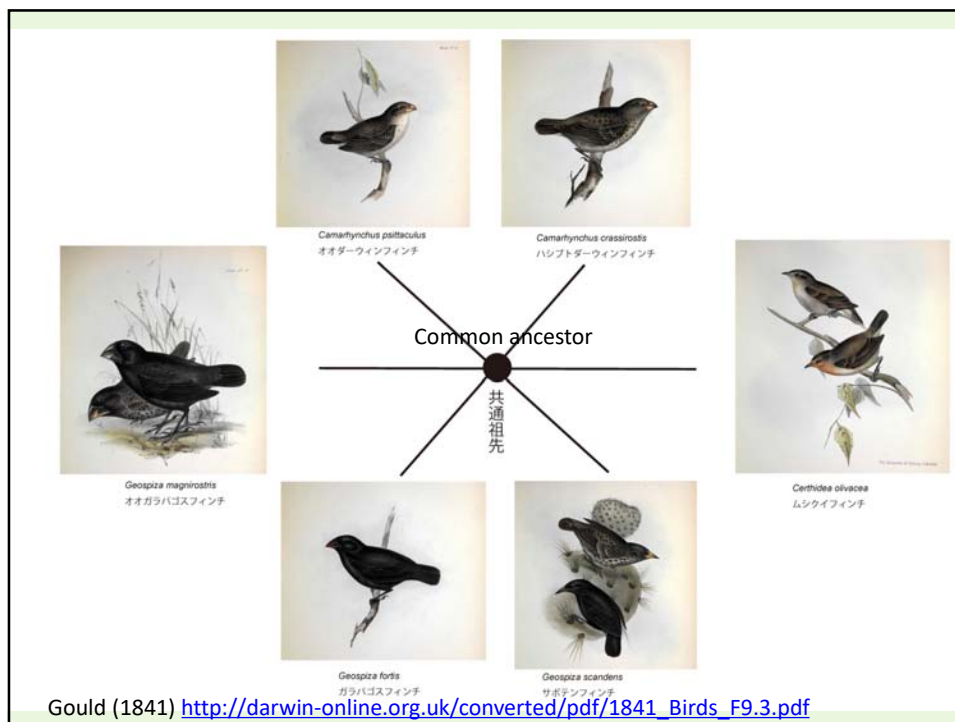 Camarhynchus psittaculus
オオダーウィンフィンチ
Camarhynchus crassirostis
ハシブトダーウィンフィンチ
Common ancestor
共通祖先
Geospiza magnirostris
オオガラパゴスフィンチ
Certhidea olivacea
ムシクイフィンチ
Geospiza fortis
ガラパゴスフィンチ
Geospiza scandens
サボテンフィンチ
Gould (1841) http://darwin-online.org.uk/converted/pdf/1841_Birds_F9.3.pdf